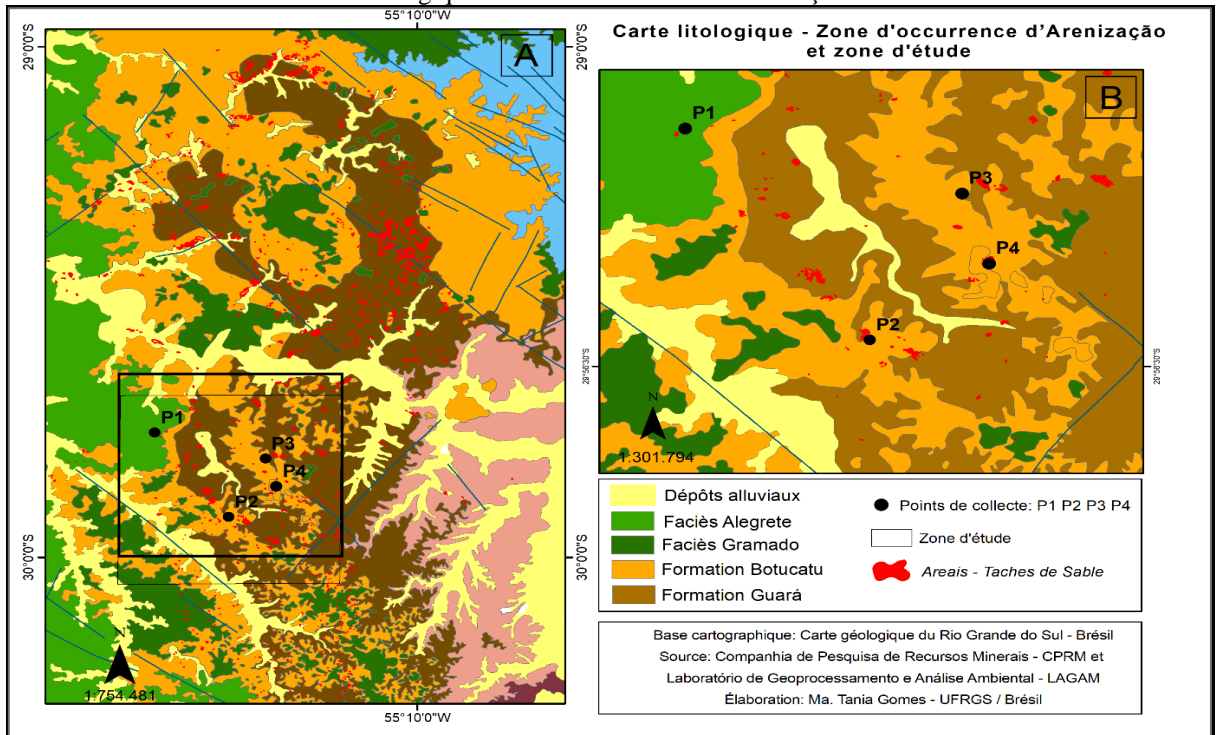 55°10'0"W
29°0'0"S
29°0'0"S
A
P1
P3
P4
P2
30°0'0"S
30°0'0"S
N
1:754.481
55°10'0"W
Carte litologique - Zone d'occurrence d'Arenização
et zone d'étude
B
P1
P3
P4
P2
29°56'30"S
29°56'30"S
N
1:301.794
Dépôts alluviaux
Faciès Alegrete
Faciès Gramado
Formation Botucatu
Formation Guará
Points de collecte: P1 P2 P3 P4
Zone d'étude
Areais - Taches de Sable
Base cartographique: Carte géologique du Rio Grande do Sul - Brésil
Source: Companhia de Pesquisa de Recursos Minerais - CPRM et
Laboratório de Geoprocessamento e Análise Ambiental - LAGAM
Élaboration: Ma. Tania Gomes - UFRGS / Brésil